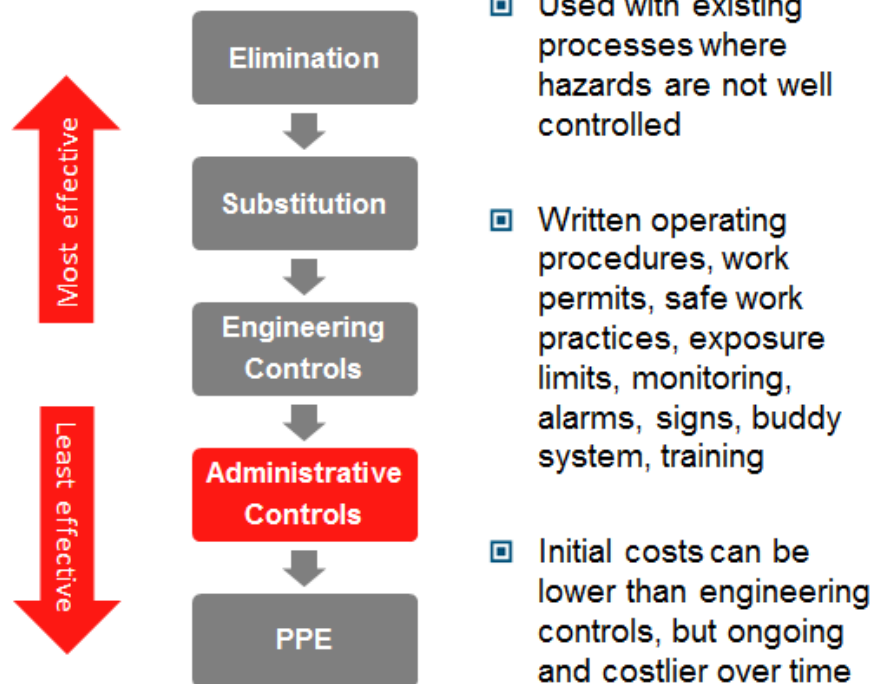 Most effective
Least effective
Elimination
Substitution
Engineering
Controls
Administrative
Controls
PPE
Used with existing
processes where
hazards are not well
controlled
Written operating
procedures, work
permits, safe work
practices, exposure
limits, monitoring,
alarms, signs, buddy
system, training
Initial costs can be
lower than engineering
controls, but ongoing
and costlier over time